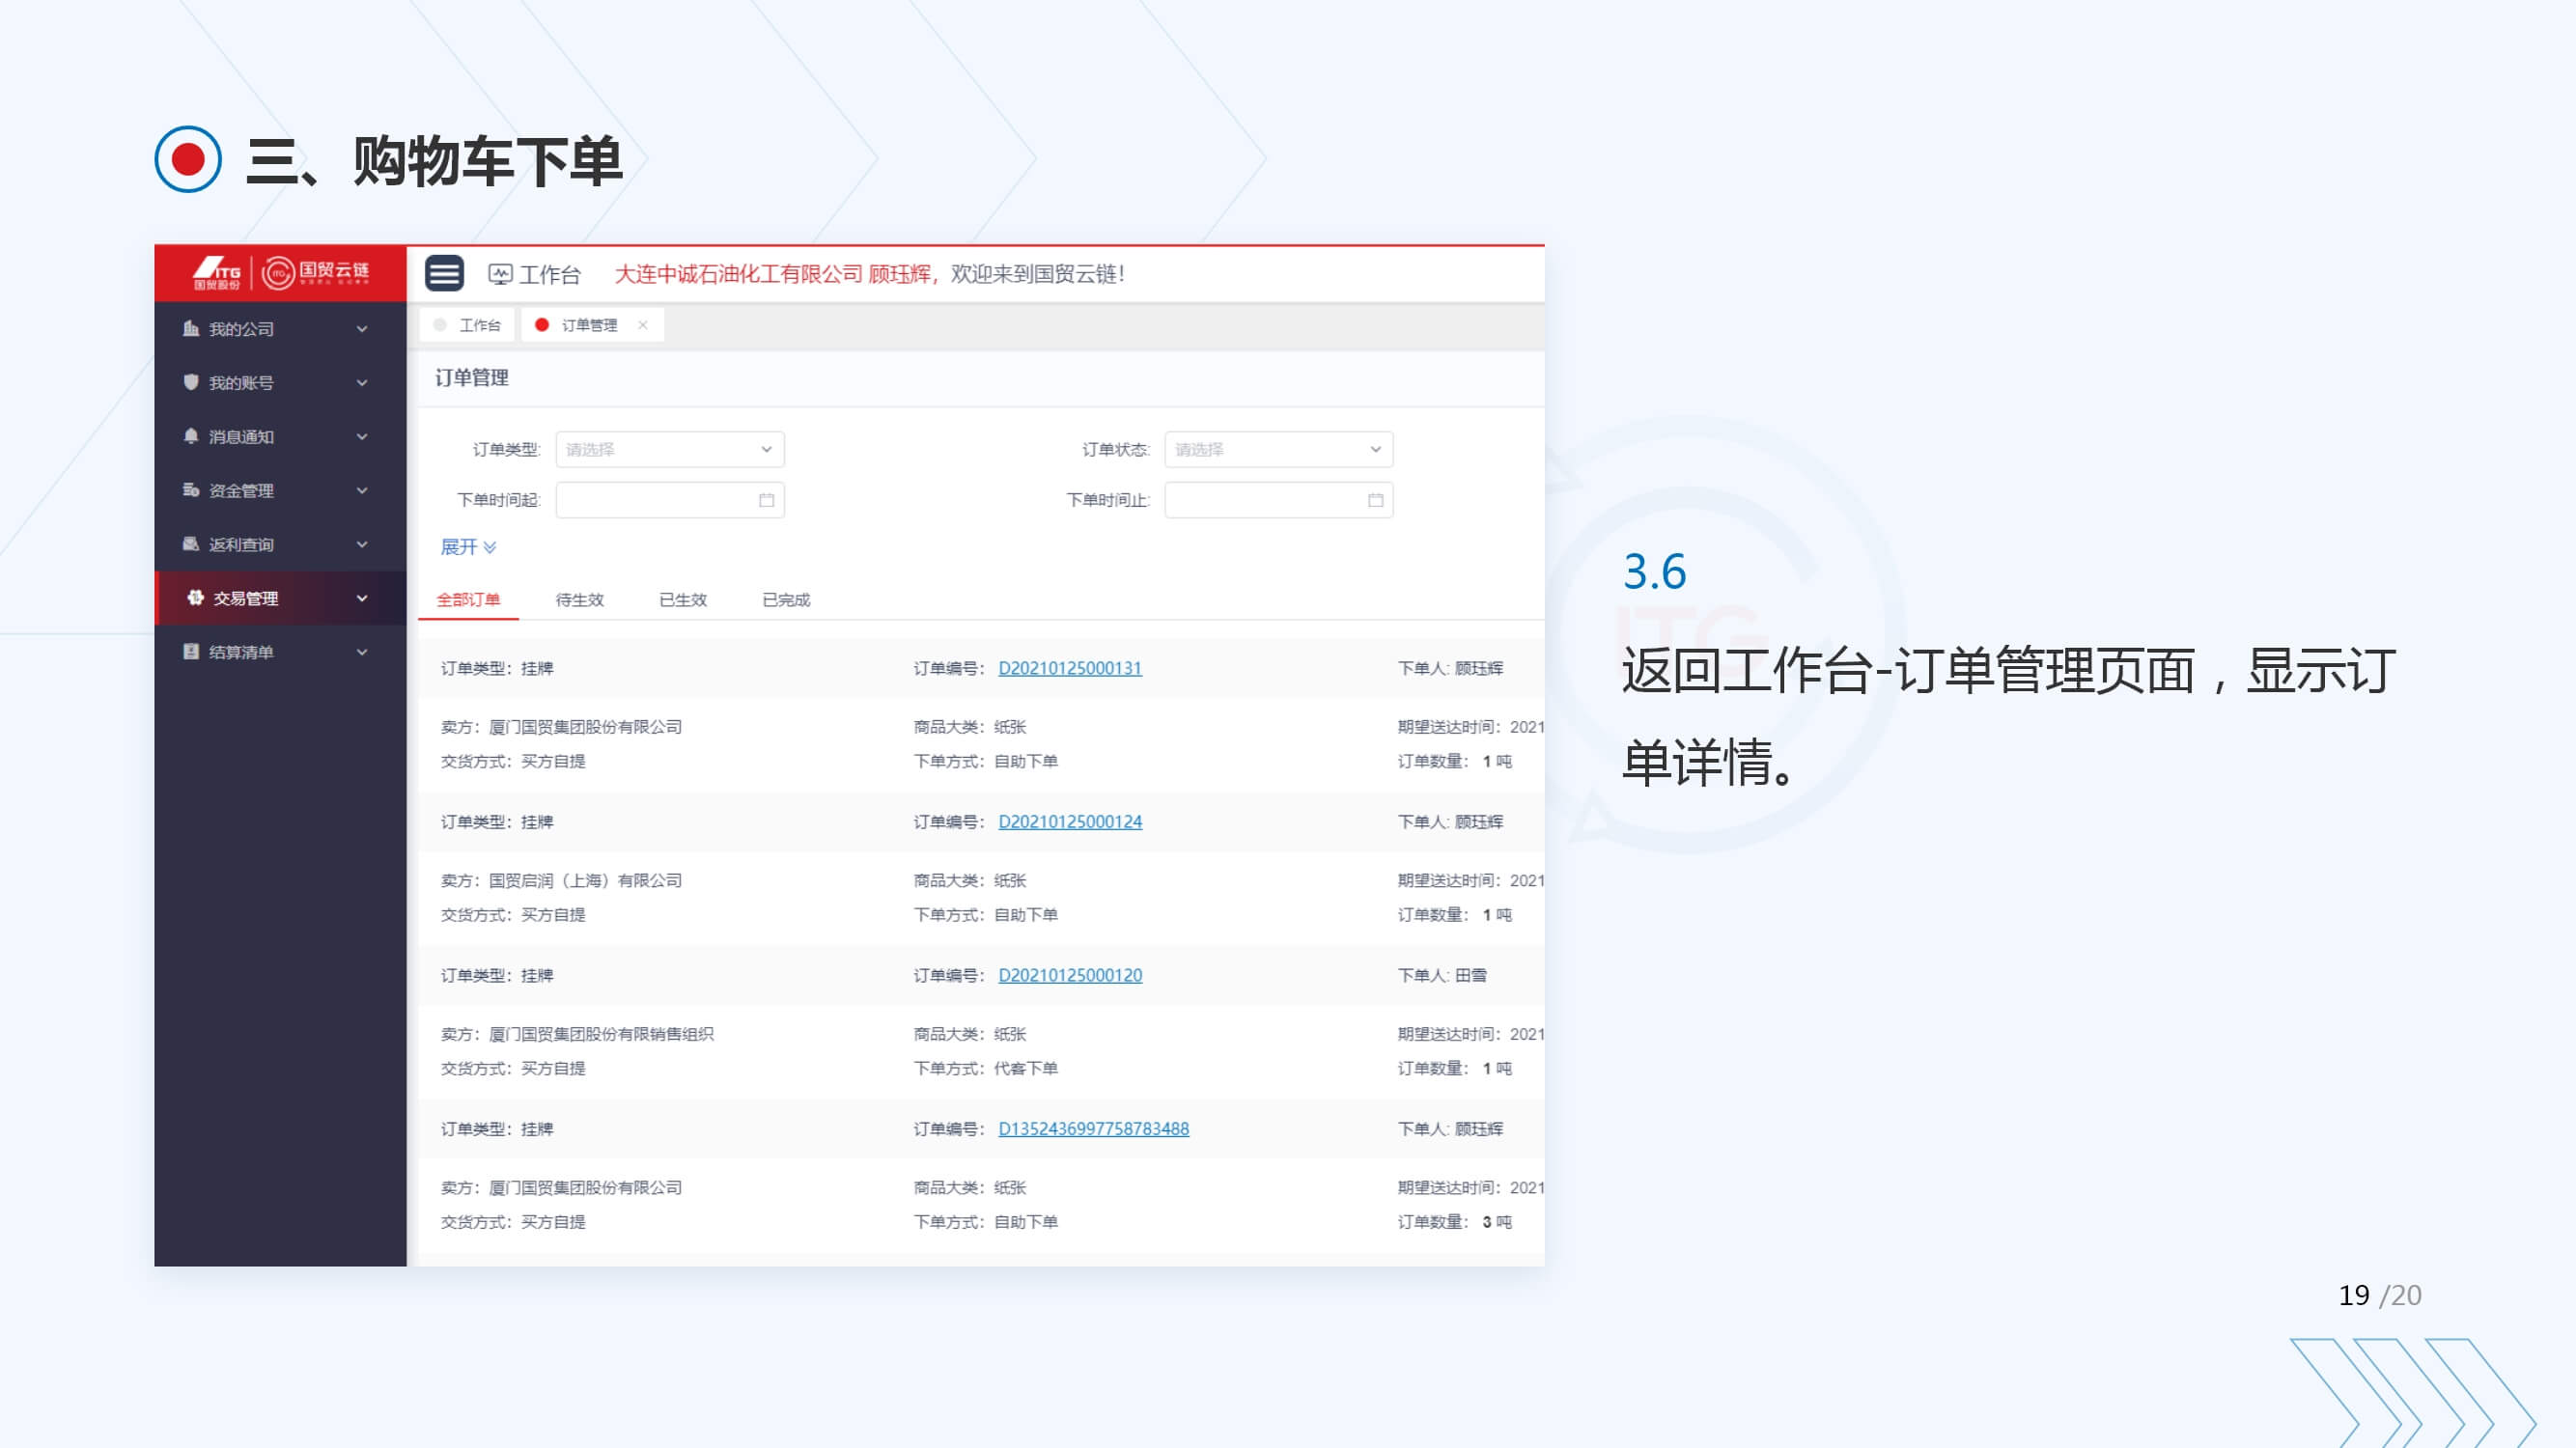 三、购物车下单
ITG 国贸股份 国贸云链
工作台 大连中诚石油化工有限公司 顾珏辉，欢迎来到国贸云链！
工作台 订单管理
我的公司
我的账号
消息通知
资金管理
返利查询
交易管理
结算清单
订单管理
订单类型: 请选择 订单状态: 请选择
下单时间起: 下单时间止:
展开
全部订单 待生效 已生效 已完成
订单类型：挂牌 订单编号： D20210125000131 下单人: 顾珏辉
卖方：厦门国贸集团股份有限公司 商品大类：纸张 期望送达时间：2021
交货方式：买方自提 下单方式：自助下单 订单数量： 1 吨
订单类型：挂牌 订单编号： D20210125000124 下单人: 顾珏辉
卖方：国贸启润（上海）有限公司 商品大类：纸张 期望送达时间：2021
交货方式：买方自提 下单方式：自助下单 订单数量： 1 吨
订单类型：挂牌 订单编号： D20210125000120 下单人: 田雪
卖方：厦门国贸集团股份有限销售组织 商品大类：纸张 期望送达时间：2021
交货方式：买方自提 下单方式：代客下单 订单数量： 1 吨
订单类型：挂牌 订单编号： D1352436997758783488 下单人: 顾珏辉
卖方：厦门国贸集团股份有限公司 商品大类：纸张 期望送达时间：2021
交货方式：买方自提 下单方式：自助下单 订单数量： 3 吨
3.6
ITG
返回工作台-订单管理页面，显示订
单详情。
19 /20